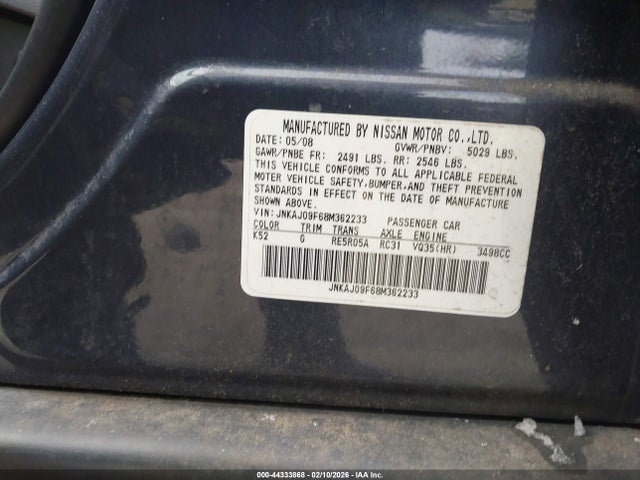 MANUFACTURED BY NISSAN MOTOR CO.,LTD.
DATE: 05/08 GVWR/PNBV: 5029 LBS.
GAWR/PNBE FR: 2491 LBS. RR: 2546 LBS.
THIS VEHICLE CONFORMS TO ALL APPLICABLE FEDERAL
MOTER VEHICLE SAFETY,BUMPER,AND THEFT PREVENTION
STANDARDS IN EFFECT ON THE DATE OF MANUFACTURE
SHOWN ABOVE.
VIN: JNKAJ09F68M362233 PASSENGER CAR
COLOR TRIM TRANS AXLE ENGINE
K52 G RE5R05A RC31 VQ35(HR) 3498CC
JNKAJ09F68M362233
000-44333868 - 02/10/2026 - IAA Inc.